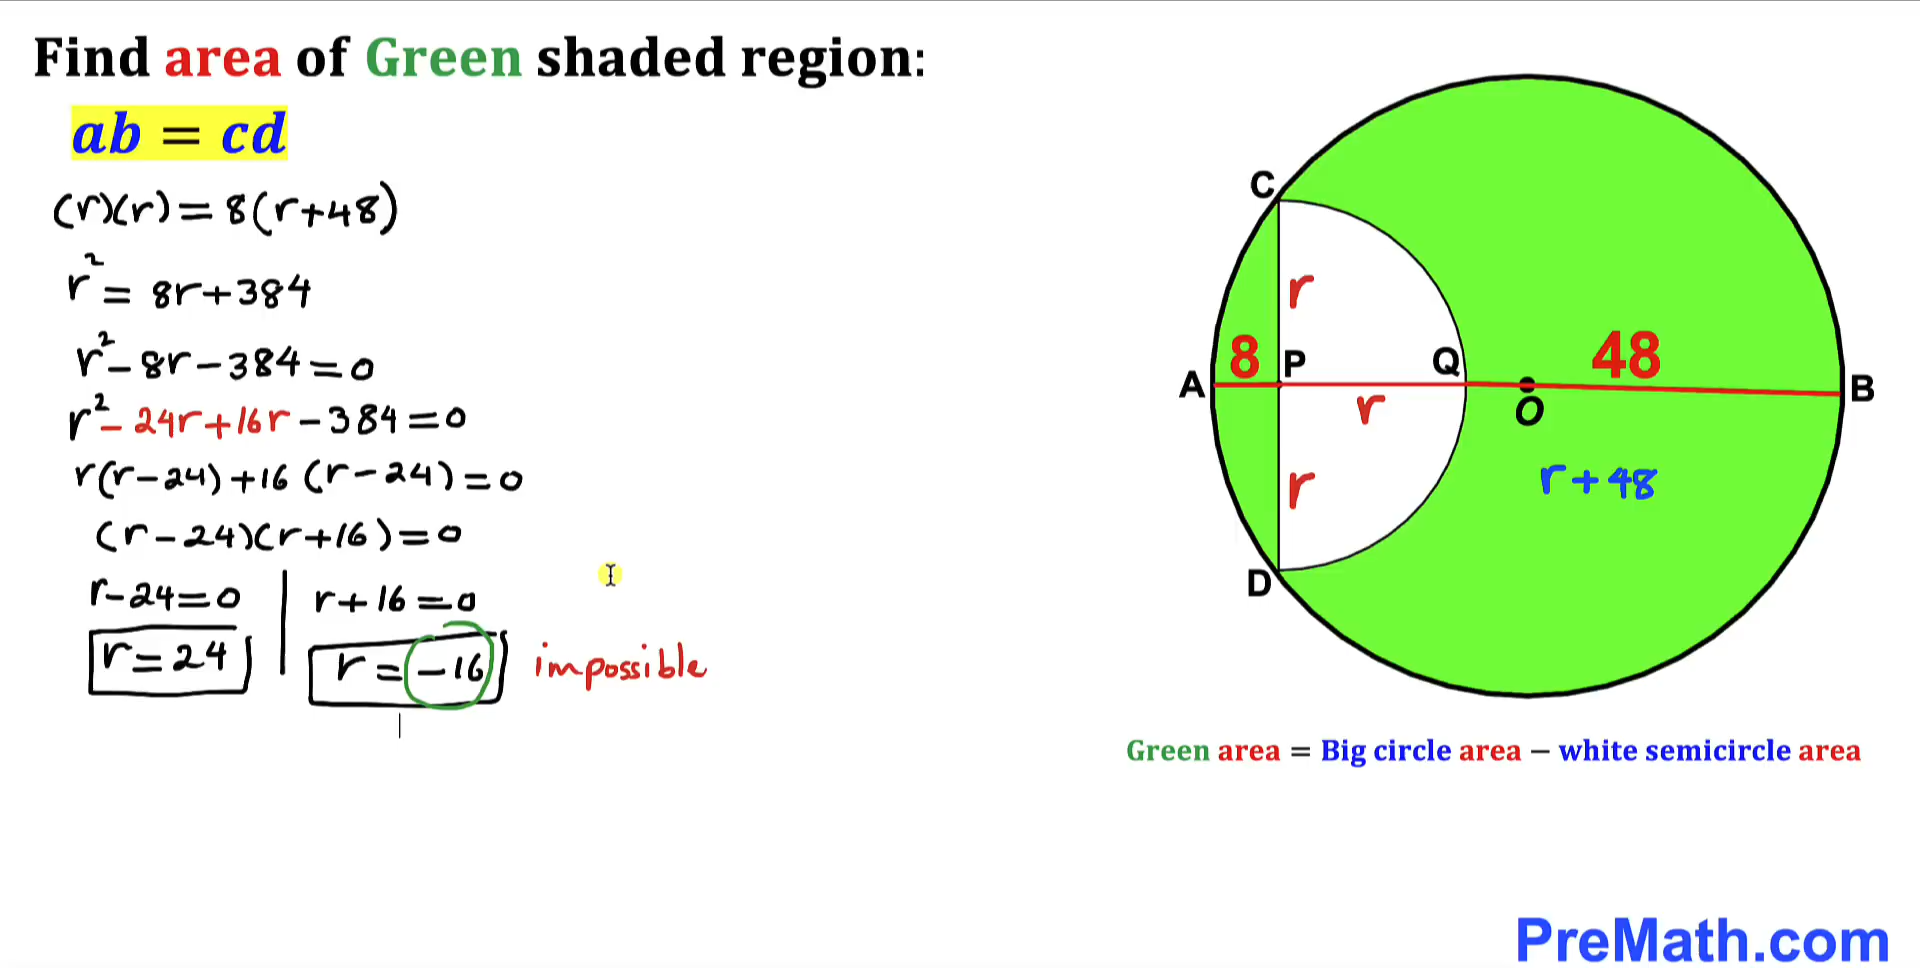 Find area of Green shaded region:
ab = cd
(r)(r) = 8(r+48)
r² = 8r+384
r² - 8r - 384 = 0
r² - 24r + 16r - 384 = 0
r(r-24) + 16(r-24) = 0
(r-24)(r+16) = 0
r-24=0 | r+16=0
r=24 r=-16 impossible
C
r
8 P Q 48
A B
r O
r r+48
D
Green area = Big circle area − white semicircle area
PreMath.com